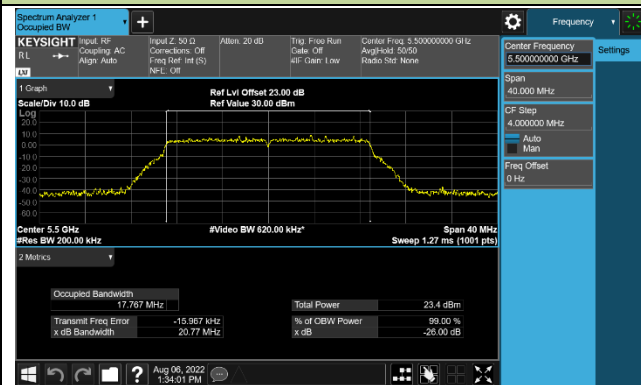 Spectrum Analyzer 1
Occupied BW
+
Frequency
KEYSIGHT
RL
Input: RF
Coupling: AC
Align: Auto
Input Z: 50 Ω
Corrections: Off
Freq Ref: Int (S)
NFE: Off
Atten: 20 dB
Trig: Free Run
Gate: Off
#IF Gain: Low
Center Freq: 5.500000000 GHz
Avg|Hold: 50/50
Radio Std: None
Center Frequency
5.500000000 GHz
Settings
Span
40.000 MHz
CF Step
4.000000 MHz
Auto
Man
Freq Offset
0 Hz
1 Graph
Scale/Div 10.0 dB
Ref Lvl Offset 23.00 dB
Ref Value 30.00 dBm
Log
20.0
10.0
0.00
-10.0
-20.0
-30.0
-40.0
-50.0
-60.0
Center 5.5 GHz
#Res BW 200.00 kHz
#Video BW 620.00 kHz*
Span 40 MHz
Sweep 1.27 ms (1001 pts)
2 Metrics
Occupied Bandwidth
17.767 MHz
Total Power 23.4 dBm
Transmit Freq Error -15.967 kHz
% of OBW Power 99.00 %
x dB Bandwidth 20.77 MHz
x dB -26.00 dB
?
Aug 06, 2022
1:34:01 PM